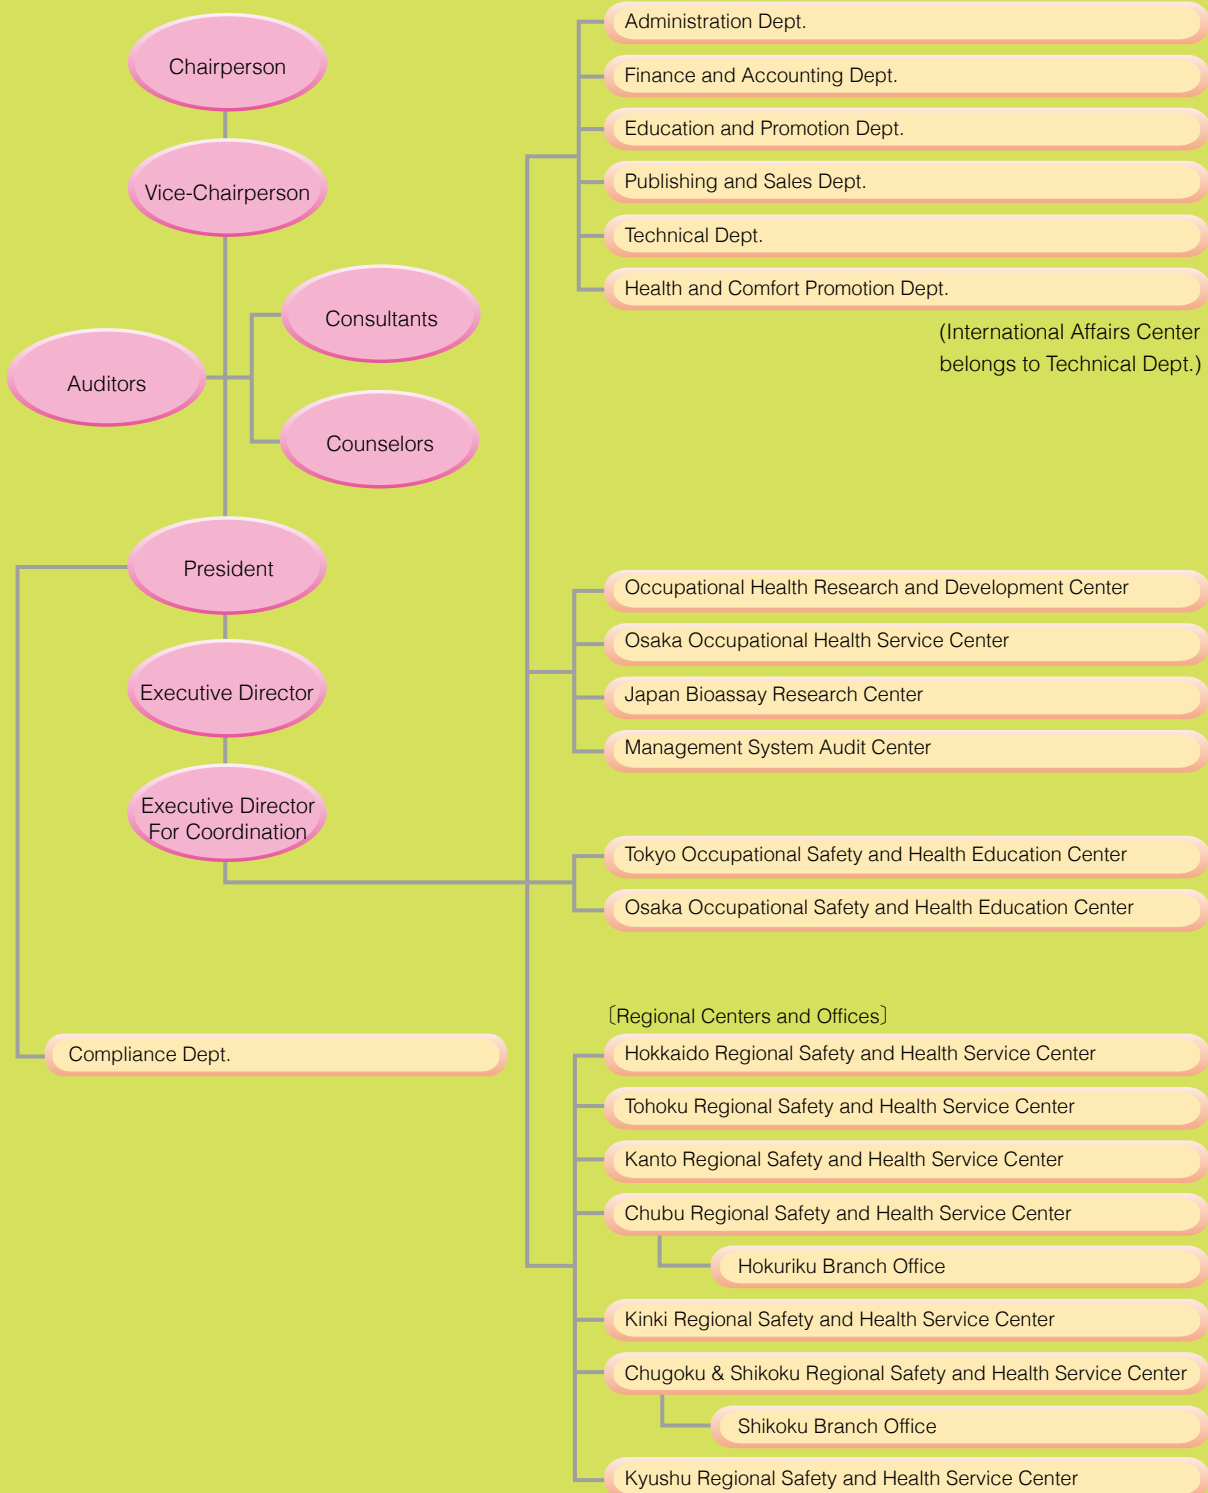 Chairperson
Vice-Chairperson
Consultants
Auditors
Counselors
President
Executive Director
Executive Director
For Coordination
Compliance Dept.
Administration Dept.
Finance and Accounting Dept.
Education and Promotion Dept.
Publishing and Sales Dept.
Technical Dept.
Health and Comfort Promotion Dept.
(International Affairs Center
belongs to Technical Dept.)
Occupational Health Research and Development Center
Osaka Occupational Health Service Center
Japan Bioassay Research Center
Management System Audit Center
Tokyo Occupational Safety and Health Education Center
Osaka Occupational Safety and Health Education Center
〔Regional Centers and Offices〕
Hokkaido Regional Safety and Health Service Center
Tohoku Regional Safety and Health Service Center
Kanto Regional Safety and Health Service Center
Chubu Regional Safety and Health Service Center
Hokuriku Branch Office
Kinki Regional Safety and Health Service Center
Chugoku & Shikoku Regional Safety and Health Service Center
Shikoku Branch Office
Kyushu Regional Safety and Health Service Center